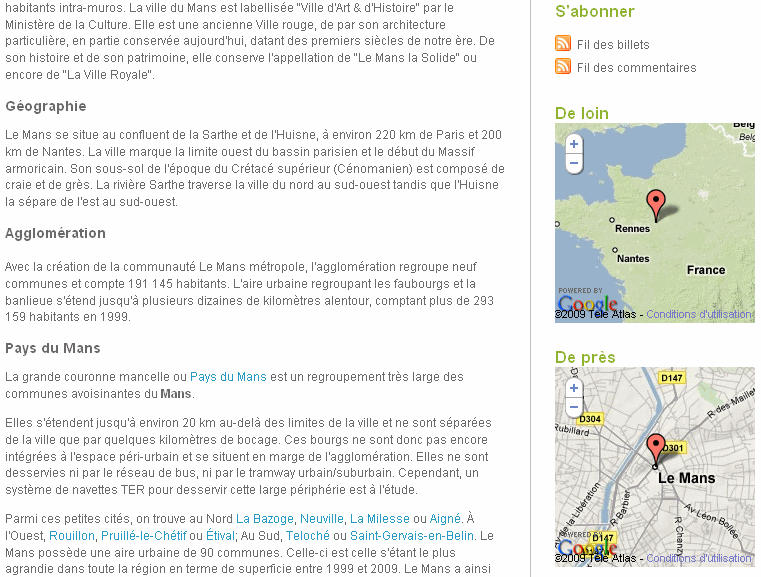 habitants intra-muros. La ville du Mans est labellisée "Ville d'Art & d'Histoire" par le
Ministère de la Culture. Elle est une ancienne Ville rouge, de par son architecture
particulière, en partie conservée aujourd'hui, datant des premiers siècles de notre ère. De
son histoire et de son patrimoine, elle conserve l'appellation de "Le Mans la Solide" ou
encore de "La Ville Royale".
Géographie
Le Mans se situe au confluent de la Sarthe et de l'Huisne, à environ 220 km de Paris et 200
km de Nantes. La ville marque la limite ouest du bassin parisien et le début du Massif
armoricain. Son sous-sol de l'époque du Crétacé supérieur (Cénomanien) est composé de
craie et de grès. La rivière Sarthe traverse la ville du nord au sud-ouest tandis que l'Huisne
la sépare de l'est au sud-ouest.
Agglomération
Avec la création de la communauté Le Mans métropole, l'agglomération regroupe neuf
communes et compte 191 145 habitants. L'aire urbaine regroupant les faubourgs et la
banlieue s'étend jusqu'à plusieurs dizaines de kilomètres alentour, comptant plus de 293
159 habitants en 1999.
Pays du Mans
La grande couronne mancelle ou Pays du Mans est un regroupement très large des
communes avoisinantes du Mans.
Elles s'étendent jusqu'à environ 20 km au-delà des limites de la ville et ne sont séparées
de la ville que par quelques kilomètres de bocage. Ces bourgs ne sont donc pas encore
intégrées à l'espace péri-urbain et se situent en marge de l'agglomération. Elles ne sont
desservies ni par le réseau de bus, ni par le tramway urbain/suburbain. Cependant, un
système de navettes TER pour desservir cette large périphérie est à l'étude.
Parmi ces petites cités, on trouve au Nord La Bazoge, Neuville, La Milesse ou Aigné. À
l'Ouest, Rouillon, Pruillé-le-Chétif ou Étival; Au Sud, Teloché ou Saint-Gervais-en-Belin. Le
Mans possède une aire urbaine de 90 communes. Celle-ci est celle s'étant le plus
agrandie dans toute la région en terme de superficie entre 1999 et 2009. Le Mans a ainsi
S'abonner
Fil des billets
Fil des commentaires
De loin
+
−
Rennes
Nantes
France
POWERED BY
Google
©2009 Tele Atlas - Conditions d'utilisation
De près
+
−
D147
D304
Rubillard
R des Maillet
D301
Le Mans
Av de la Libération
R Barbier
Av Léon Bollée
R Chanzy
D147
POWERED BY
Google
©2009 Tele Atlas - Conditions d'utilisation